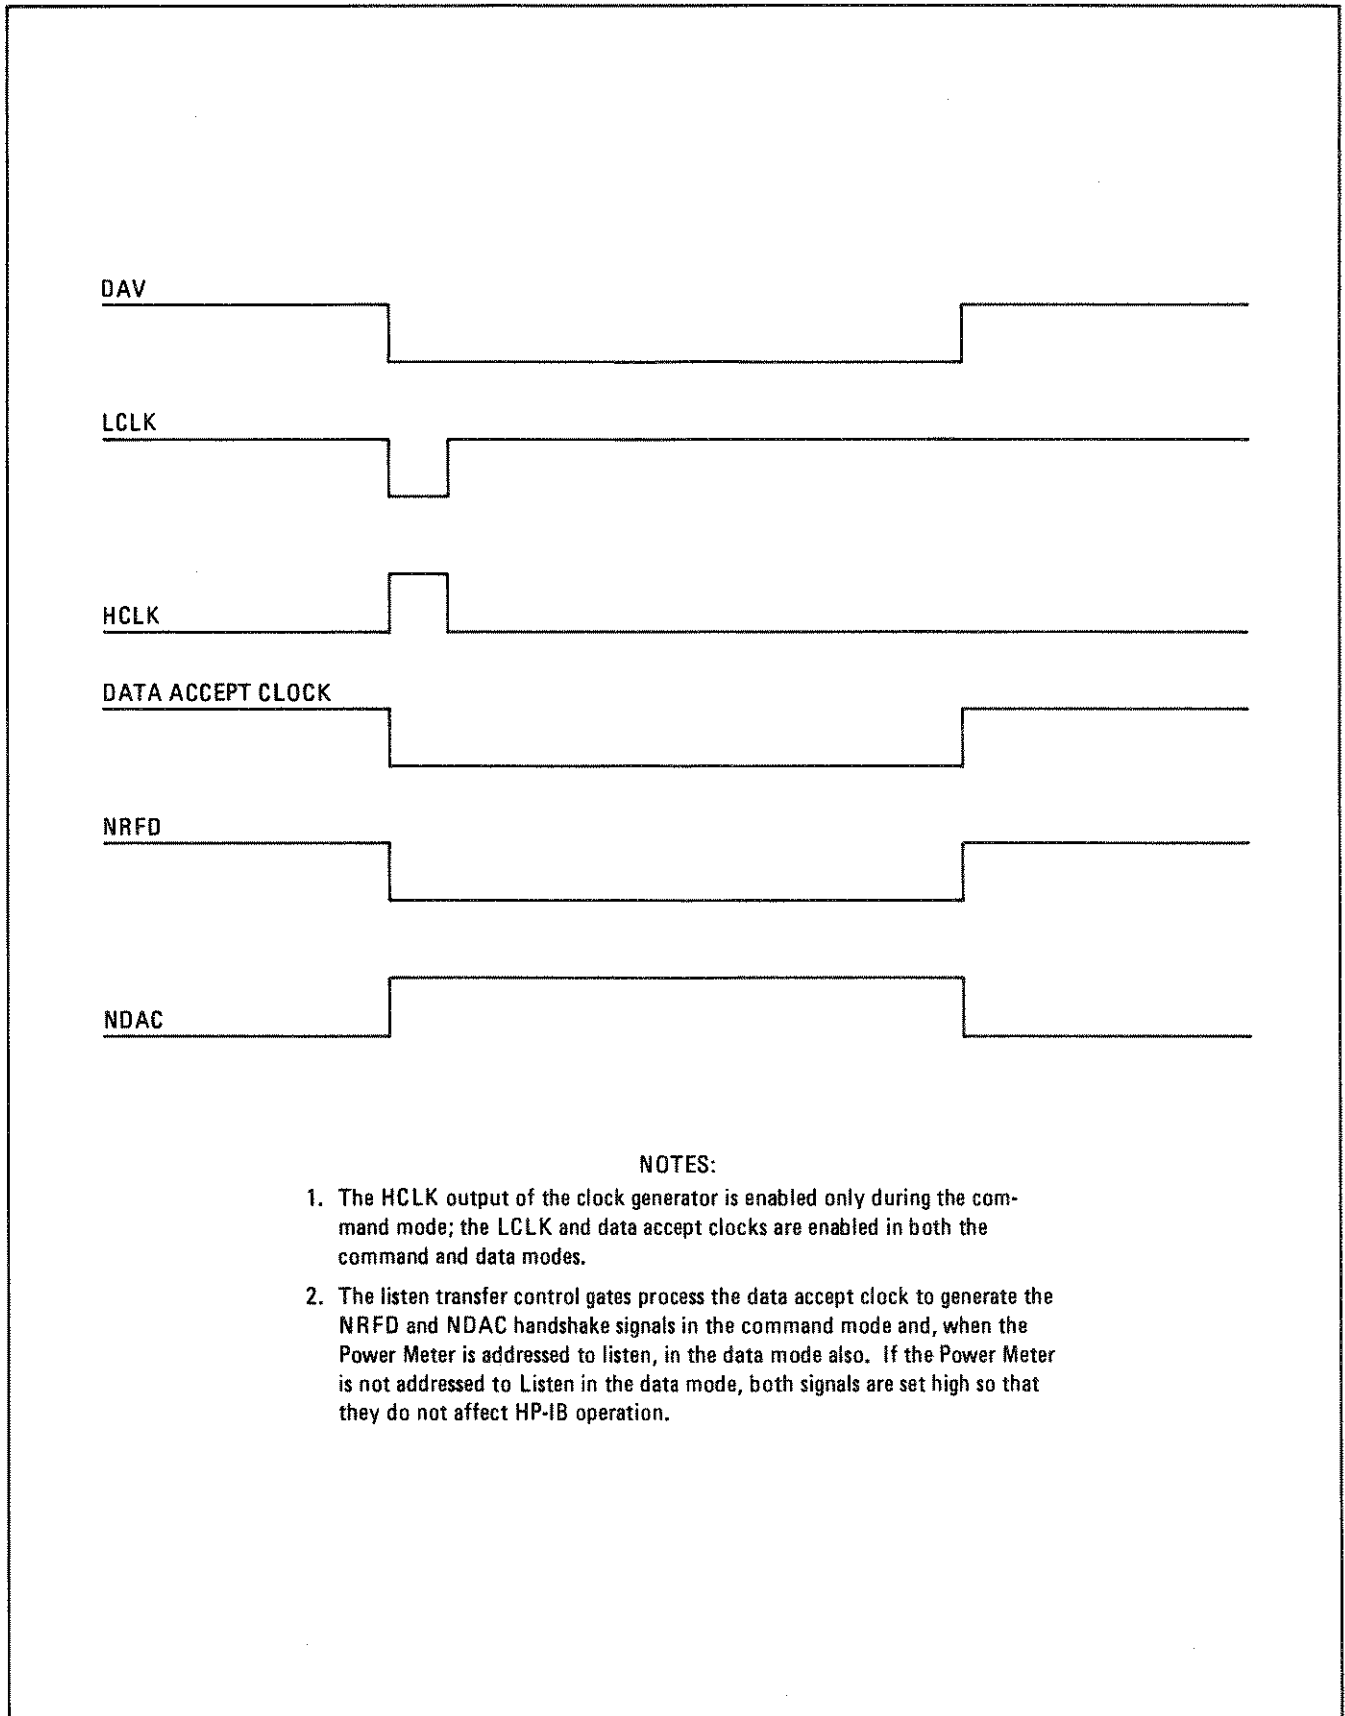 DAV
LCLK
HCLK
DATA ACCEPT CLOCK
NRFD
NDAC
NOTES:
1. The HCLK output of the clock generator is enabled only during the com-
mand mode; the LCLK and data accept clocks are enabled in both the
command and data modes.
2. The listen transfer control gates process the data accept clock to generate the
NRFD and NDAC handshake signals in the command mode and, when the
Power Meter is addressed to listen, in the data mode also. If the Power Meter
is not addressed to Listen in the data mode, both signals are set high so that
they do not affect HP-IB operation.